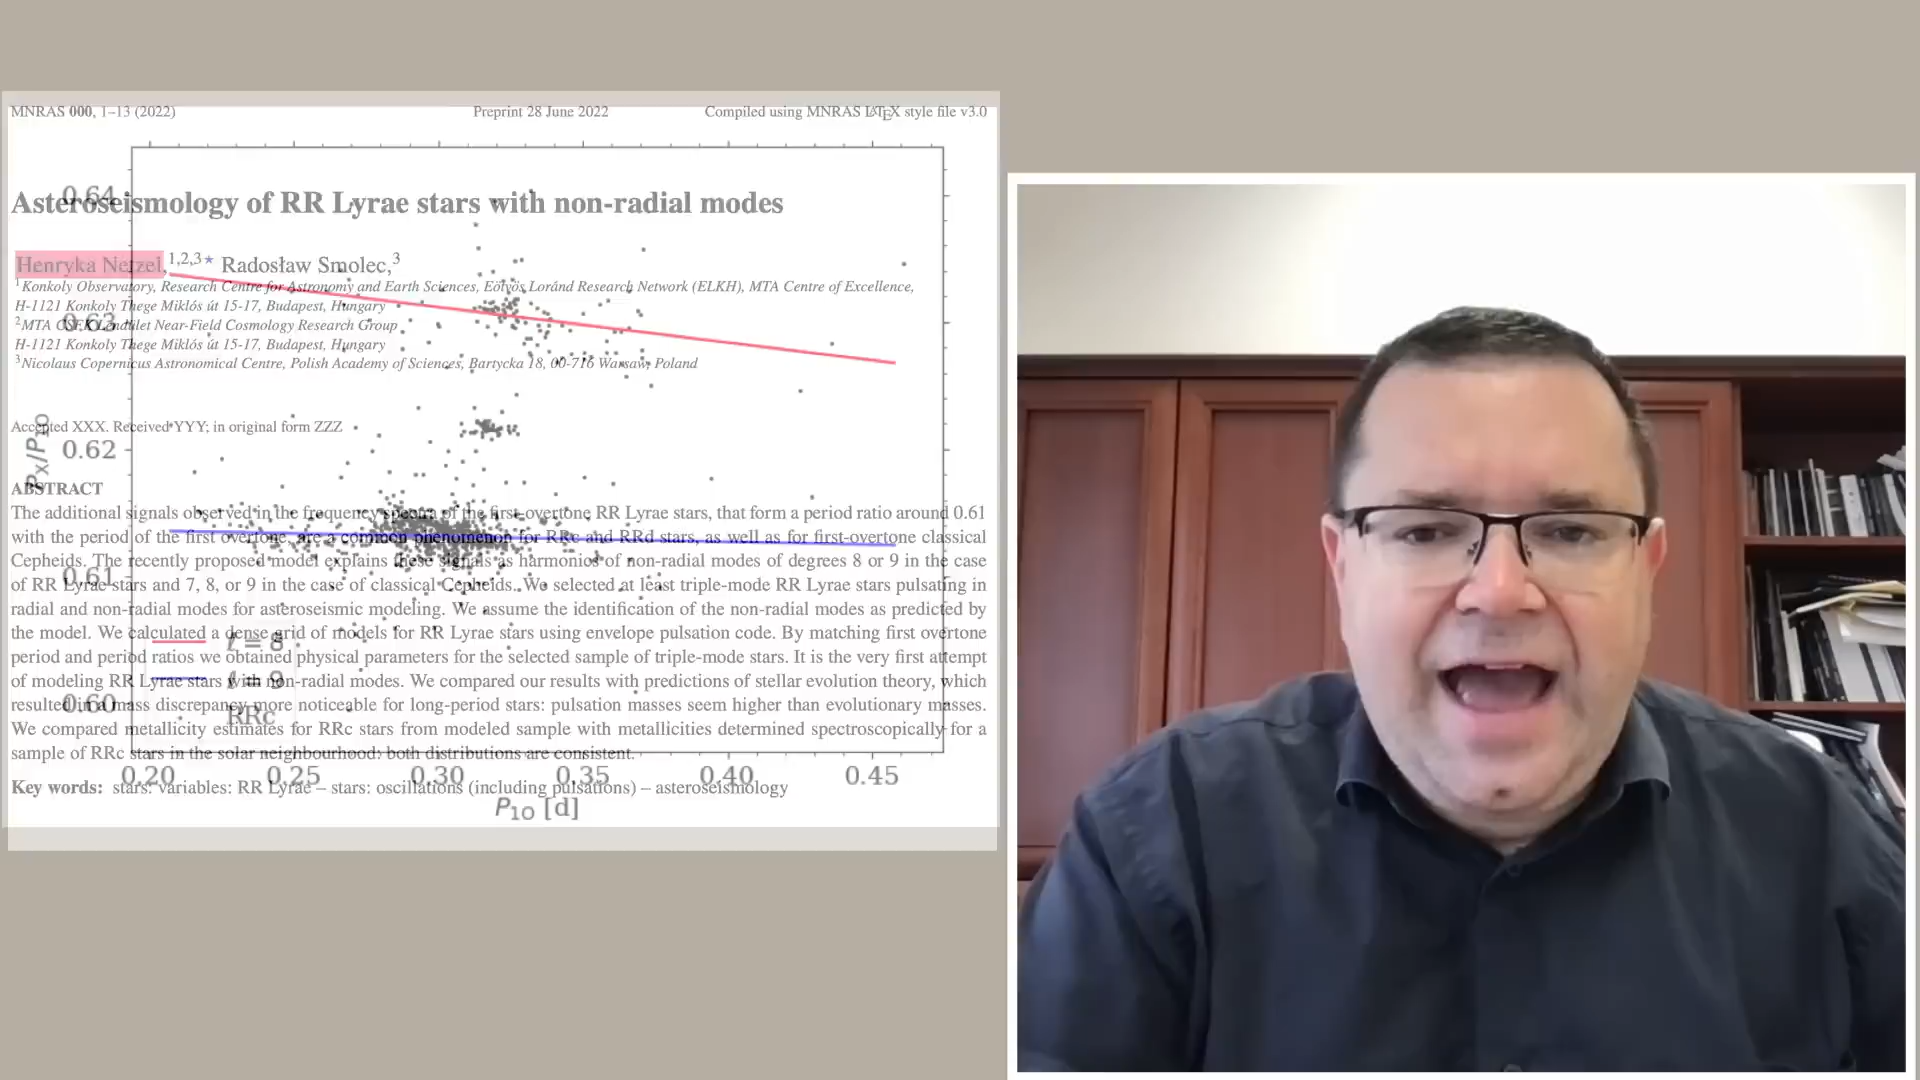 MNRAS 000, 1–13 (2022) Preprint 28 June 2022 Compiled using MNRAS LATEX style file v3.0
Asteroseismology of RR Lyrae stars with non-radial modes
Henryka Netzel,1,2,3⋆ Radosław Smolec,3
1Konkoly Observatory, Research Centre for Astronomy and Earth Sciences, Eötvös Loránd Research Network (ELKH), MTA Centre of Excellence,
H-1121 Konkoly Thege Miklós út 15-17, Budapest, Hungary
2MTA CSFK Lendület Near-Field Cosmology Research Group
H-1121 Konkoly Thege Miklós út 15-17, Budapest, Hungary
3Nicolaus Copernicus Astronomical Centre, Polish Academy of Sciences, Bartycka 18, 00-716 Warsaw, Poland
Accepted XXX. Received YYY; in original form ZZZ
ABSTRACT
The additional signals observed in the frequency spectra of the first-overtone RR Lyrae stars, that form a period ratio around 0.61
with the period of the first overtone, are a common phenomenon for RRc and RRd stars, as well as for first-overtone classical
Cepheids. The recently proposed model explains these signals as harmonics of non-radial modes of degrees 8 or 9 in the case
of RR Lyrae stars and 7, 8, or 9 in the case of classical Cepheids. We selected at least triple-mode RR Lyrae stars pulsating in
radial and non-radial modes for asteroseismic modeling. We assume the identification of the non-radial modes as predicted by
the model. We calculated a dense grid of models for RR Lyrae stars using envelope pulsation code. By matching first overtone
period and period ratios we obtained physical parameters for the selected sample of triple-mode stars. It is the very first attempt
of modeling RR Lyrae stars with non-radial modes. We compared our results with predictions of stellar evolution theory, which
resulted in a mass discrepancy more noticeable for long-period stars: pulsation masses seem higher than evolutionary masses.
We compared metallicity estimates for RRc stars from modeled sample with metallicities determined spectroscopically for a
sample of RRc stars in the solar neighbourhood: both distributions are consistent.
Key words: stars: variables: RR Lyrae – stars: oscillations (including pulsations) – asteroseismology
0.64
0.63
0.62
0.61
0.60
PX/P1O
ℓ = 8
ℓ = 9
RRc
0.20 0.25 0.30 0.35 0.40 0.45
P1O [d]